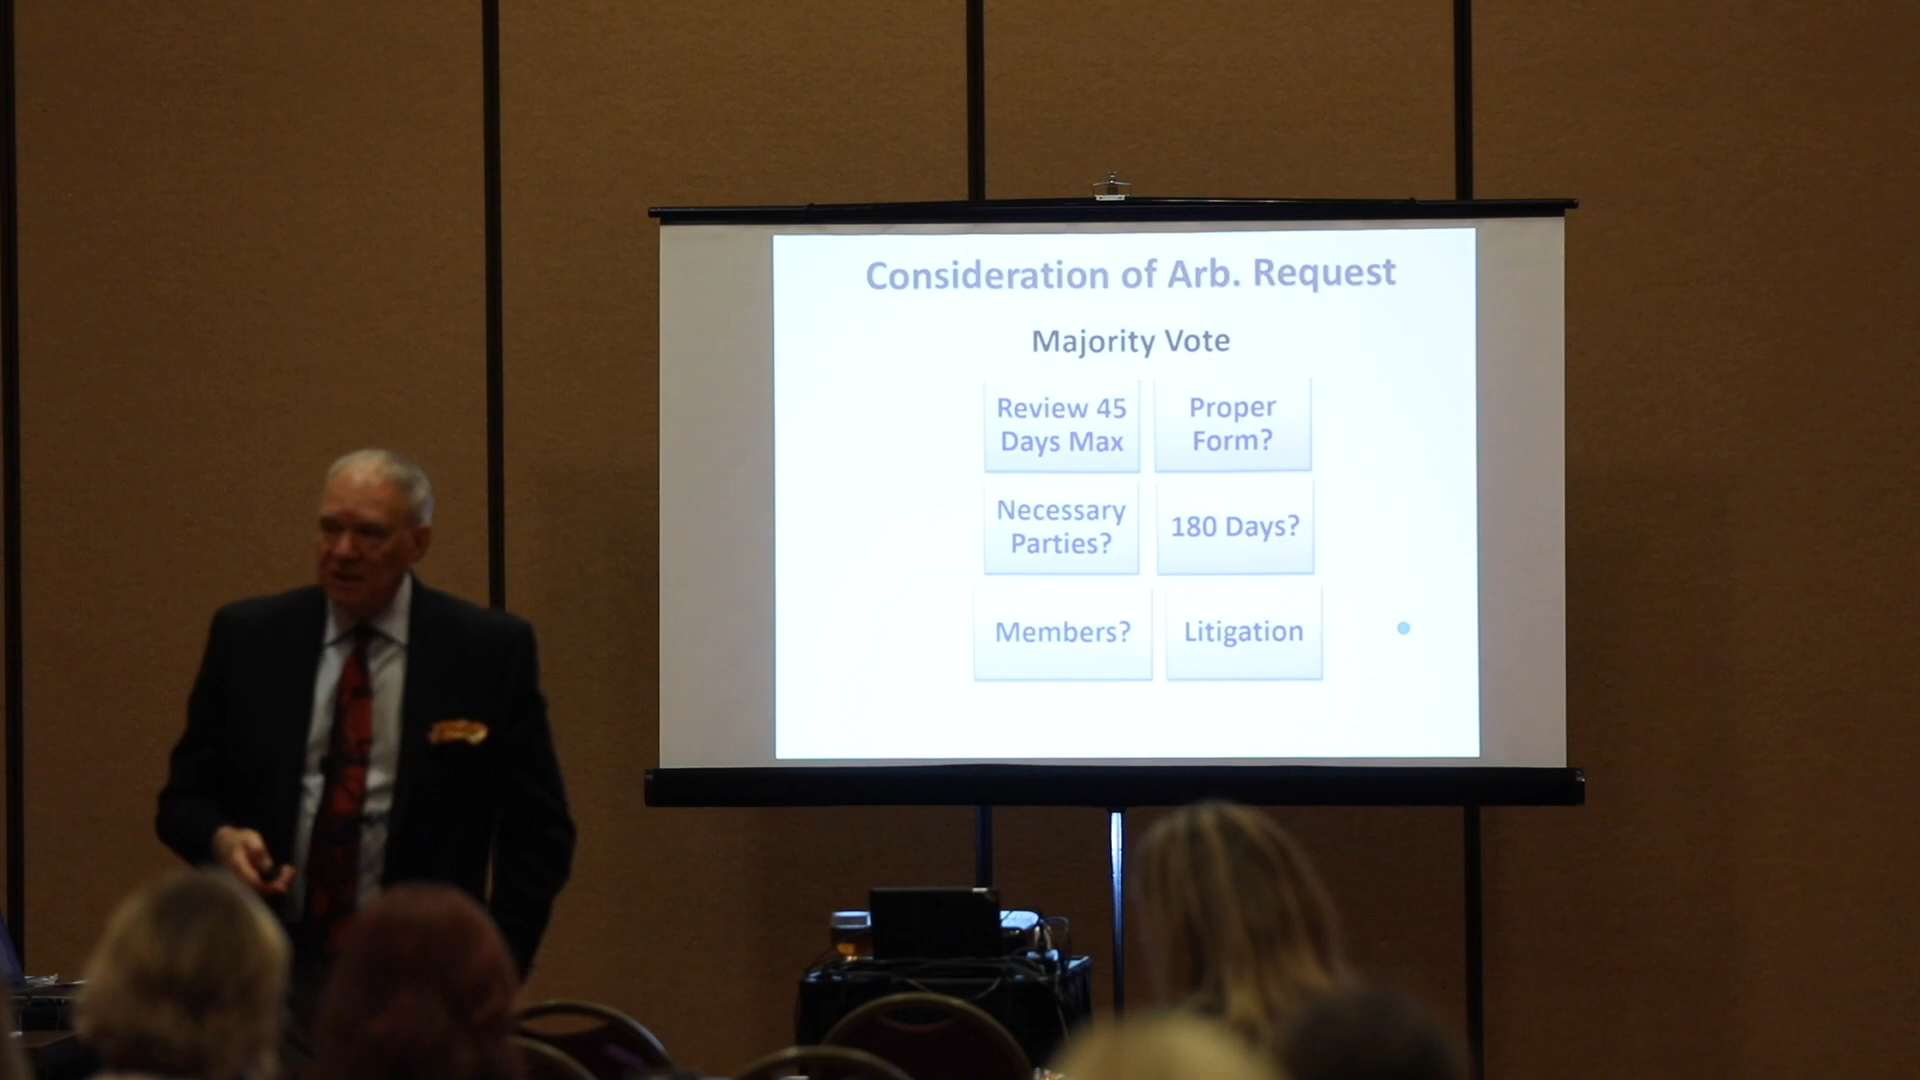 Consideration of Arb. Request
Majority Vote
Review 45
Days Max
Proper
Form?
Necessary
Parties?
180 Days?
Members?
Litigation